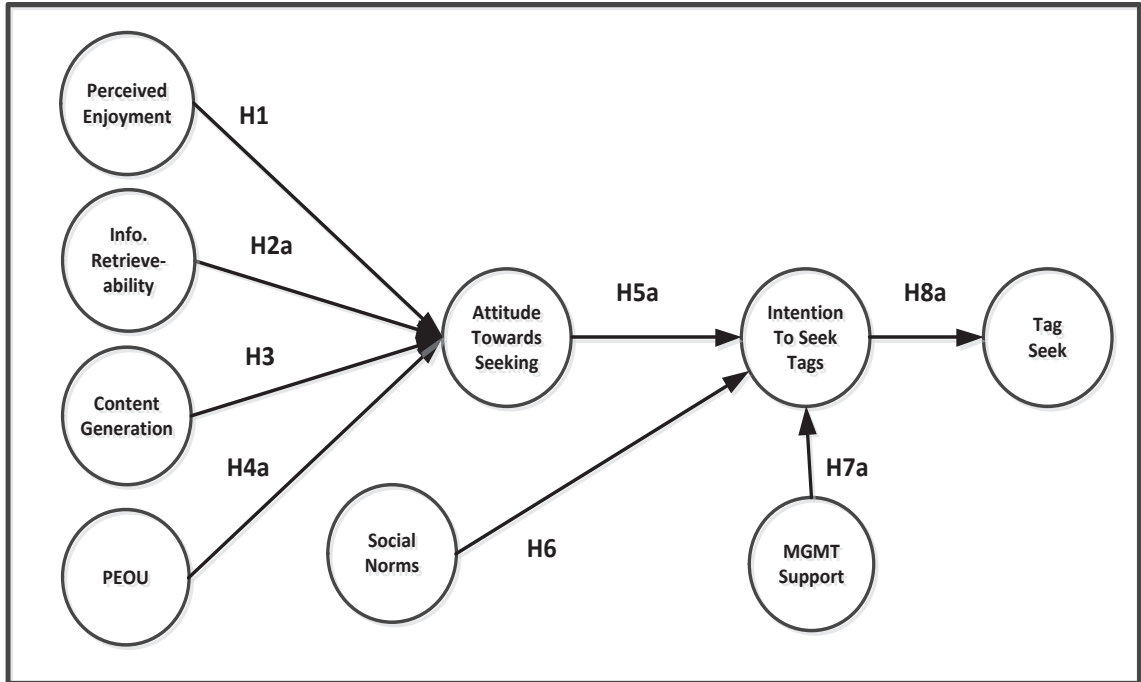 Perceived
Enjoyment
H1
Info.
Retrieve-
ability
H2a
Content
Generation
H3
PEOU
H4a
Attitude
Towards
Seeking
H5a
Social
Norms
H6
Intention
To Seek
Tags
MGMT
Support
H7a
H8a
Tag
Seek